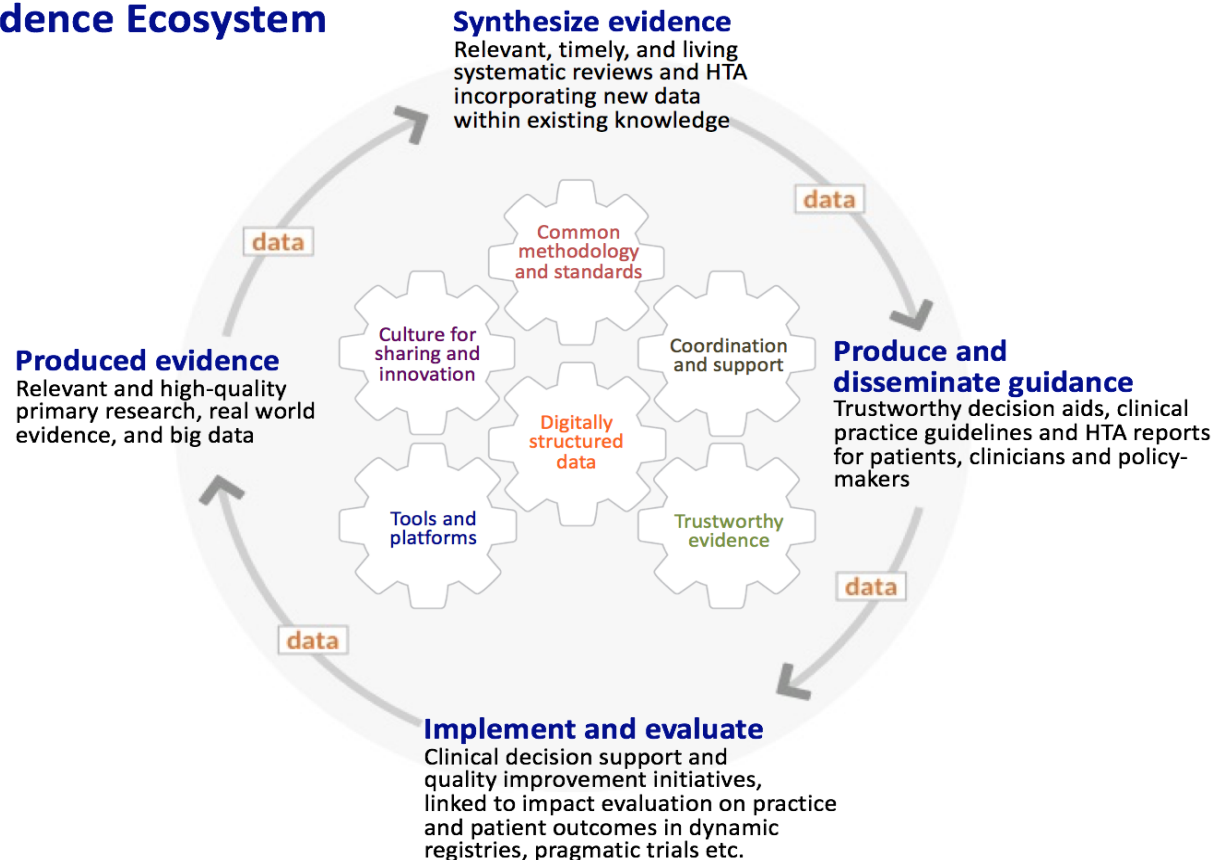 dence Ecosystem
Synthesize evidence
Relevant, timely, and living
systematic reviews and HTA
incorporating new data
within existing knowledge
data
data
Common
methodology
and standards
Culture for
sharing and
innovation
Coordination
and support
Produced evidence
Relevant and high-quality
primary research, real world
evidence, and big data
Produce and
disseminate guidance
Trustworthy decision aids, clinical
practice guidelines and HTA reports
for patients, clinicians and policy-
makers
Digitally
structured
data
Tools and
platforms
Trustworthy
evidence
data
data
Implement and evaluate
Clinical decision support and
quality improvement initiatives,
linked to impact evaluation on practice
and patient outcomes in dynamic
registries, pragmatic trials etc.